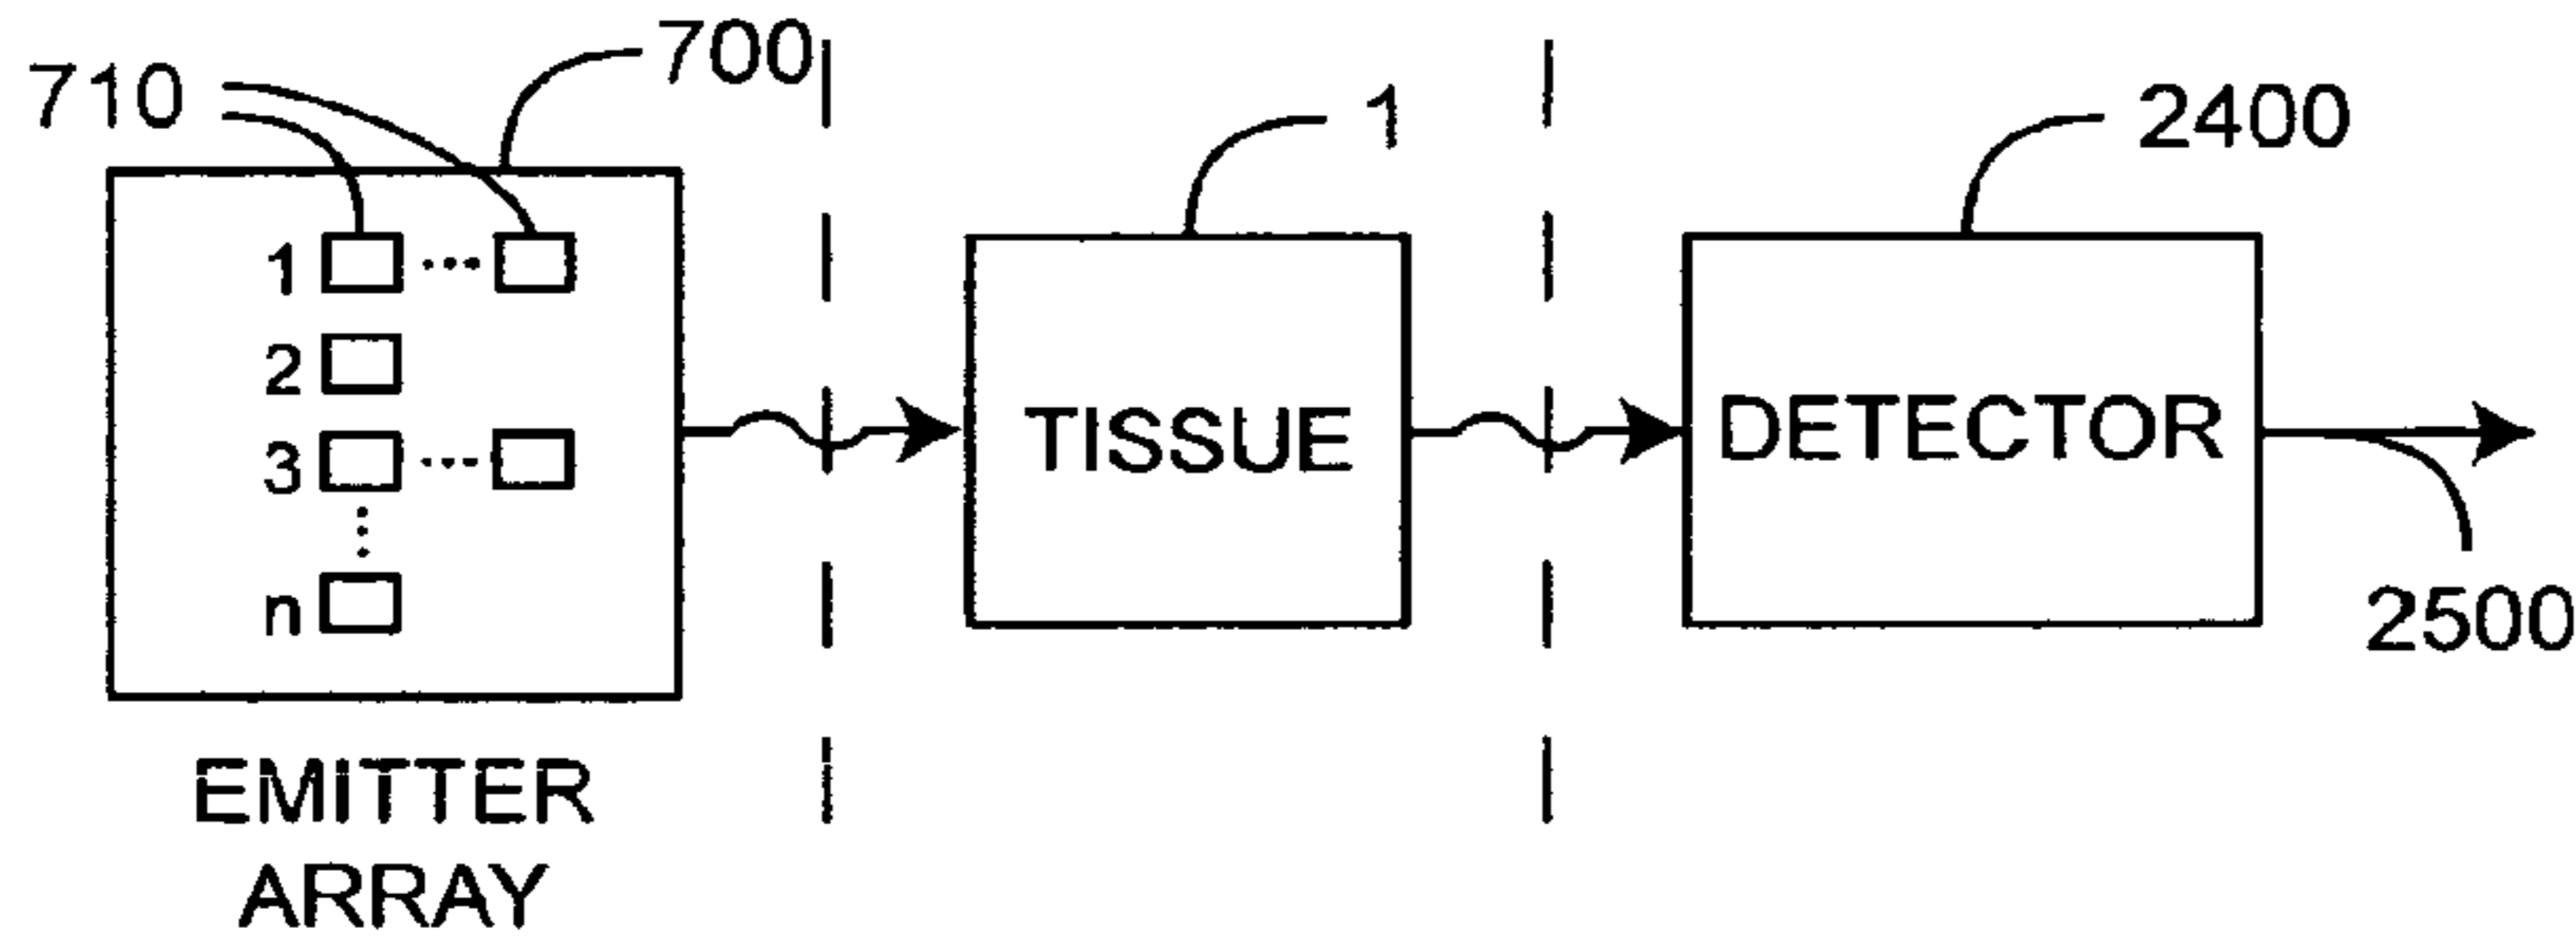 700
710
1
2400
1 ...
2
3 ...
n
TISSUE
DETECTOR
2500
EMITTER
ARRAY